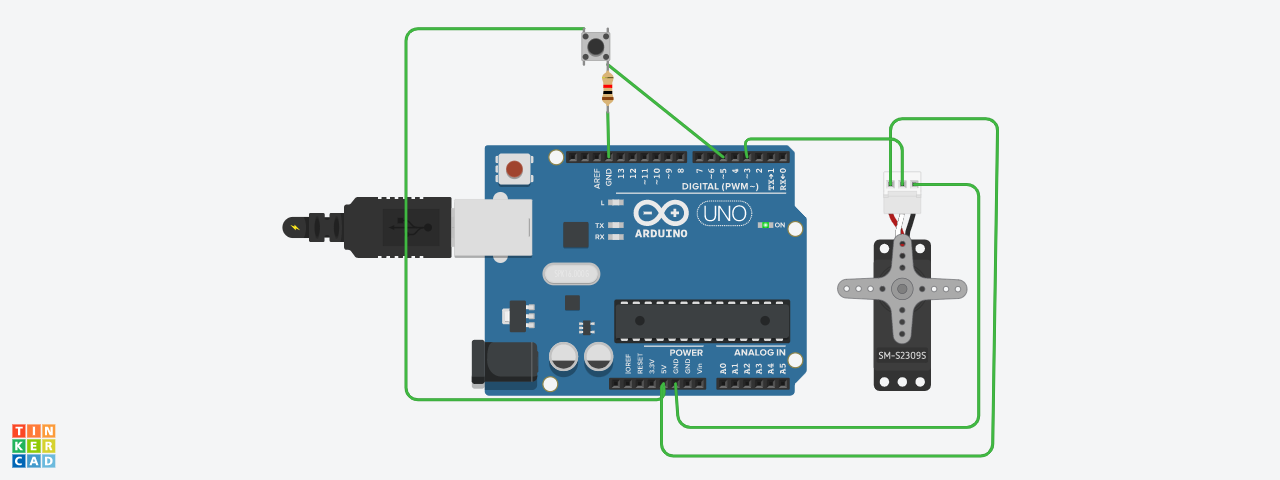 AREF
GND
13
12
~11
~10
~9
8
7
~6
~5
4
~3
2
TX→1
RX←0
DIGITAL (PWM~)
L
TX
RX
ARDUINO
UNO
ON
SM-S2309S
POWER
ANALOG IN
IOREF
RESET
3.3V
5V
GND
GND
Vin
A0
A1
A2
A3
A4
A5
TIN
KER
CAD